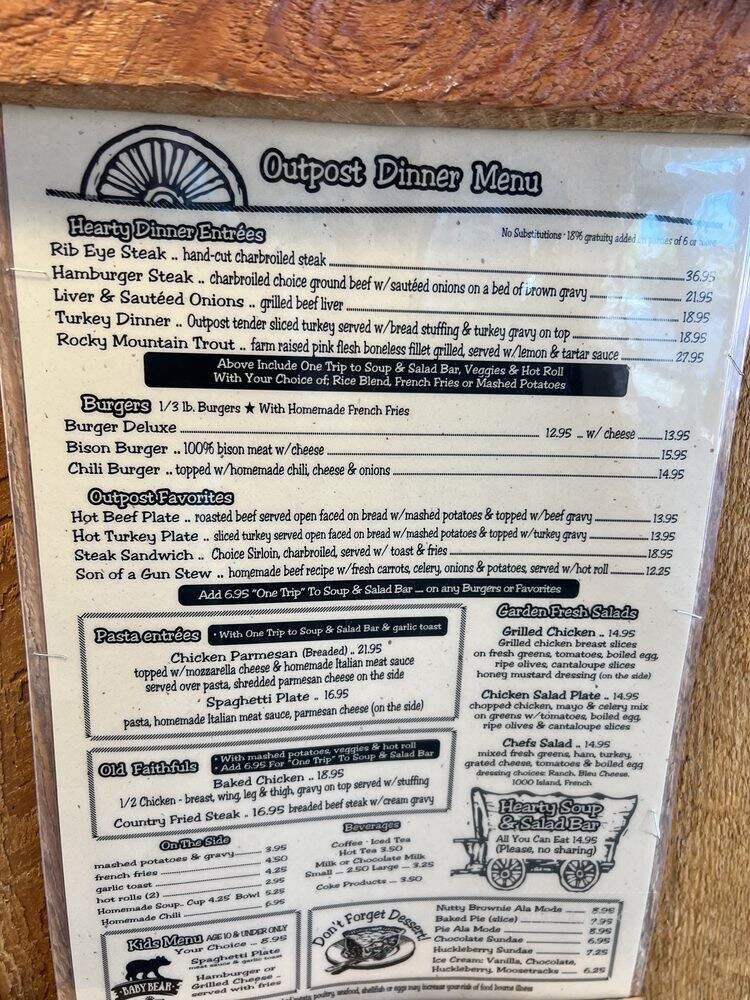 Outpost Dinner Menu
Hearty Dinner Entrées
No Substitutions · 18% gratuity added on parties of 6 or more
Rib Eye Steak .. hand-cut charbroiled steak 36.95
Hamburger Steak .. charbroiled choice ground beef w/sautéed onions on a bed of brown gravy 21.95
Liver & Sautéed Onions .. grilled beef liver 18.95
Turkey Dinner .. Outpost tender sliced turkey served w/bread stuffing & turkey gravy on top 18.95
Rocky Mountain Trout .. farm raised pink flesh boneless fillet grilled, served w/lemon & tartar sauce 27.95
Above Include One Trip to Soup & Salad Bar, Veggies & Hot Roll
With Your Choice of; Rice Blend, French Fries or Mashed Potatoes
Burgers 1/3 lb. Burgers ★ With Homemade French Fries
Burger Deluxe 12.95 .. w/ cheese 13.95
Bison Burger .. 100% bison meat w/cheese 15.95
Chili Burger .. topped w/homemade chili, cheese & onions 14.95
Outpost Favorites
Hot Beef Plate .. roasted beef served open faced on bread w/mashed potatoes & topped w/beef gravy 13.95
Hot Turkey Plate .. sliced turkey served open faced on bread w/mashed potatoes & topped w/turkey gravy 13.95
Steak Sandwich .. Choice Sirloin, charbroiled, served w/ toast & fries 18.95
Son of a Gun Stew .. homemade beef recipe w/fresh carrots, celery, onions & potatoes, served w/hot roll 12.25
Add 6.95 "One Trip" To Soup & Salad Bar ... on any Burgers or Favorites
Pasta entrées · With One Trip to Soup & Salad Bar & garlic toast
Chicken Parmesan (Breaded) .. 21.95
topped w/mozzarella cheese & homemade Italian meat sauce
served over pasta, shredded parmesan cheese on the side
Spaghetti Plate .. 16.95
pasta, homemade Italian meat sauce, parmesan cheese (on the side)
Old Faithfuls
· With mashed potatoes, veggies & hot roll
· Add 6.95 For "One Trip" To Soup & Salad Bar
Baked Chicken .. 18.95
1/2 Chicken - breast, wing, leg & thigh, gravy on top served w/stuffing
Country Fried Steak .. 16.95 breaded beef steak w/cream gravy
Garden Fresh Salads
Grilled Chicken .. 14.95
Grilled chicken breast slices
on fresh greens, tomatoes, boiled egg,
ripe olives, cantaloupe slices
honey mustard dressing (on the side)
Chicken Salad Plate .. 14.95
chopped chicken, mayo & celery mix
on greens w/tomatoes, boiled egg,
ripe olives & cantaloupe slices
Chefs Salad .. 14.95
mixed fresh greens, ham, turkey,
grated cheese, tomatoes & boiled egg
dressing choices: Ranch, Bleu Cheese,
1000 Island, French
Hearty Soup
& Salad Bar
All You Can Eat 14.95
(Please, no sharing)
On The Side
mashed potatoes & gravy 3.95
french fries 4.50
garlic toast 4.25
hot rolls (2) 2.95
Homemade Soup.. Cup 4.25 Bowl 5.25
Homemade Chili 6.95
Beverages
Coffee · Iced Tea
Hot Tea 3.50
Milk or Chocolate Milk
Small ... 2.50 Large ... 3.25
Coke Products ... 3.50
Kids Menu AGE 10 & UNDER ONLY
Your Choice .. 8.95
Spaghetti Plate
meat sauce & garlic toast
Hamburger or
Grilled Cheese -
served with fries
BABY BEAR
Don't Forget Dessert!
Nutty Brownie Ala Mode 8.95
Baked Pie (slice) 7.95
Pie Ala Mode 8.95
Chocolate Sundae 6.95
Huckleberry Sundae 7.25
Ice Cream: Vanilla, Chocolate,
Huckleberry, Moosetracks 6.25
meats poultry, seafood, shellfish or eggs may increase your risk of food bourne illness